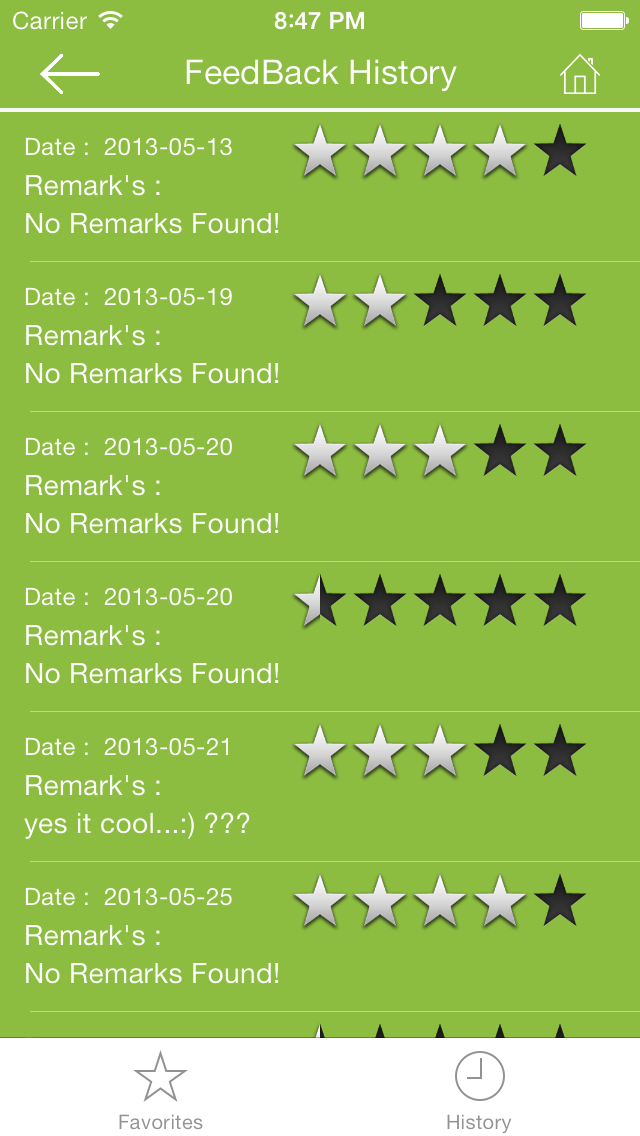 Carrier 8:47 PM
FeedBack History
Date : 2013-05-13
Remark's :
No Remarks Found!
Date : 2013-05-19
Remark's :
No Remarks Found!
Date : 2013-05-20
Remark's :
No Remarks Found!
Date : 2013-05-20
Remark's :
No Remarks Found!
Date : 2013-05-21
Remark's :
yes it cool...:) ???
Date : 2013-05-25
Remark's :
No Remarks Found!
Favorites History